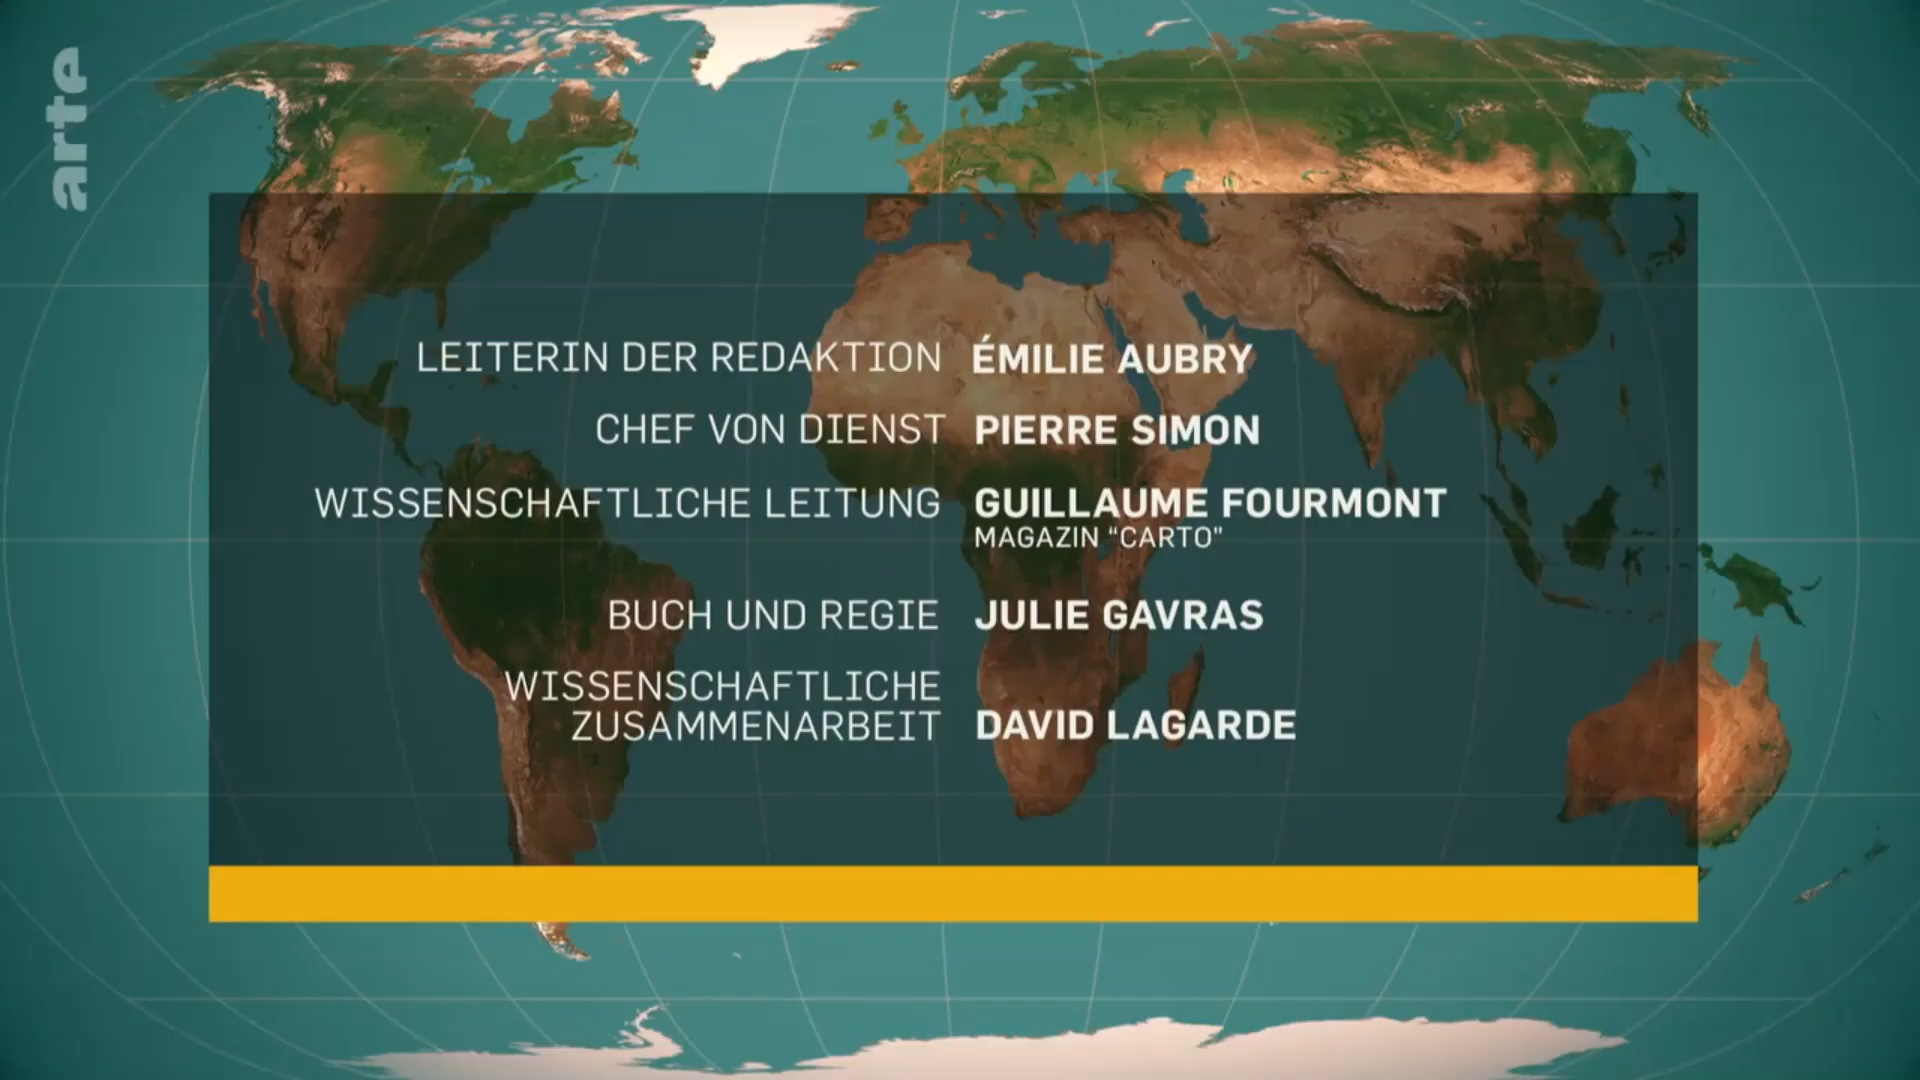 arte
LEITERIN DER REDAKTION ÉMILIE AUBRY
CHEF VON DIENST PIERRE SIMON
WISSENSCHAFTLICHE LEITUNG GUILLAUME FOURMONT
MAGAZIN “CARTO”
BUCH UND REGIE JULIE GAVRAS
WISSENSCHAFTLICHE
ZUSAMMENARBEIT DAVID LAGARDE